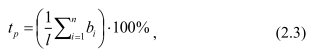 t_p = (1/l ∑_{i=1}^{n} b_i) · 100% , (2.3)